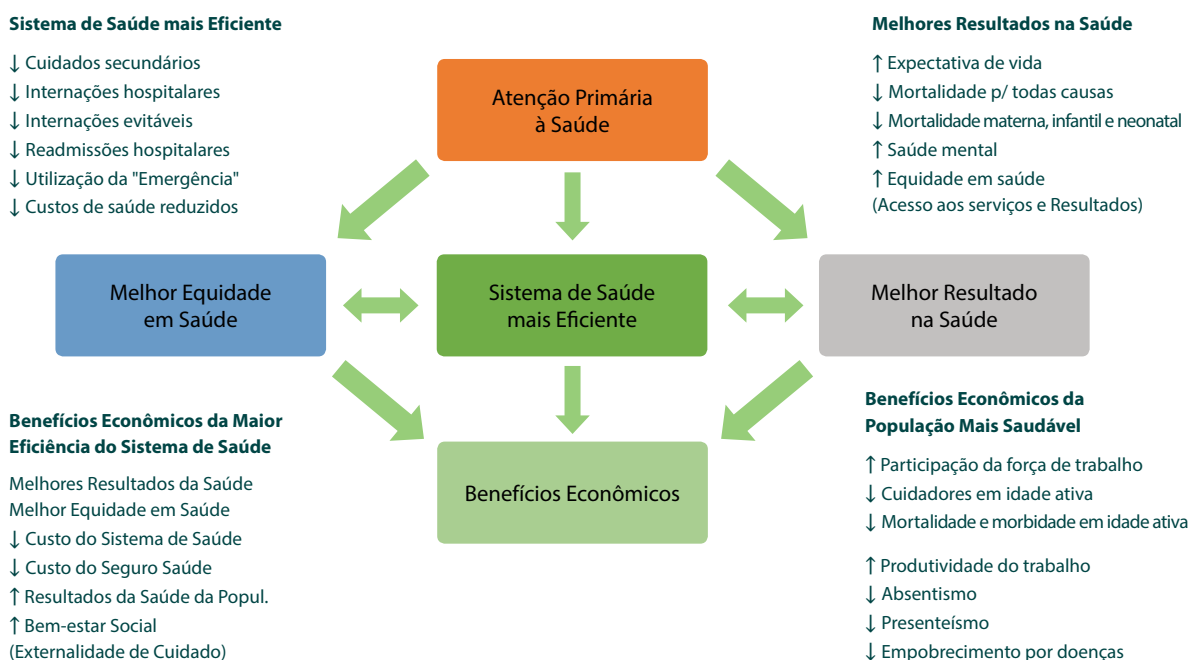 Sistema de Saúde mais Eficiente
↓ Cuidados secundários
↓ Internações hospitalares
↓ Internações evitáveis
↓ Readmissões hospitalares
↓ Utilização da "Emergência"
↓ Custos de saúde reduzidos
Atenção Primária
à Saúde
Melhores Resultados na Saúde
↑ Expectativa de vida
↓ Mortalidade p/ todas causas
↓ Mortalidade materna, infantil e neonatal
↑ Saúde mental
↑ Equidade em saúde
(Acesso aos serviços e Resultados)
Melhor Equidade
em Saúde
Sistema de Saúde
mais Eficiente
Melhor Resultado
na Saúde
Benefícios Econômicos da Maior
Eficiência do Sistema de Saúde
Melhores Resultados da Saúde
Melhor Equidade em Saúde
↓ Custo do Sistema de Saúde
↓ Custo do Seguro Saúde
↑ Resultados da Saúde da Popul.
↑ Bem-estar Social
(Externalidade de Cuidado)
Benefícios Econômicos
Benefícios Econômicos da
População Mais Saudável
↑ Participação da força de trabalho
↓ Cuidadores em idade ativa
↓ Mortalidade e morbidade em idade ativa
↑ Produtividade do trabalho
↓ Absentismo
↓ Presenteísmo
↓ Empobrecimento por doenças